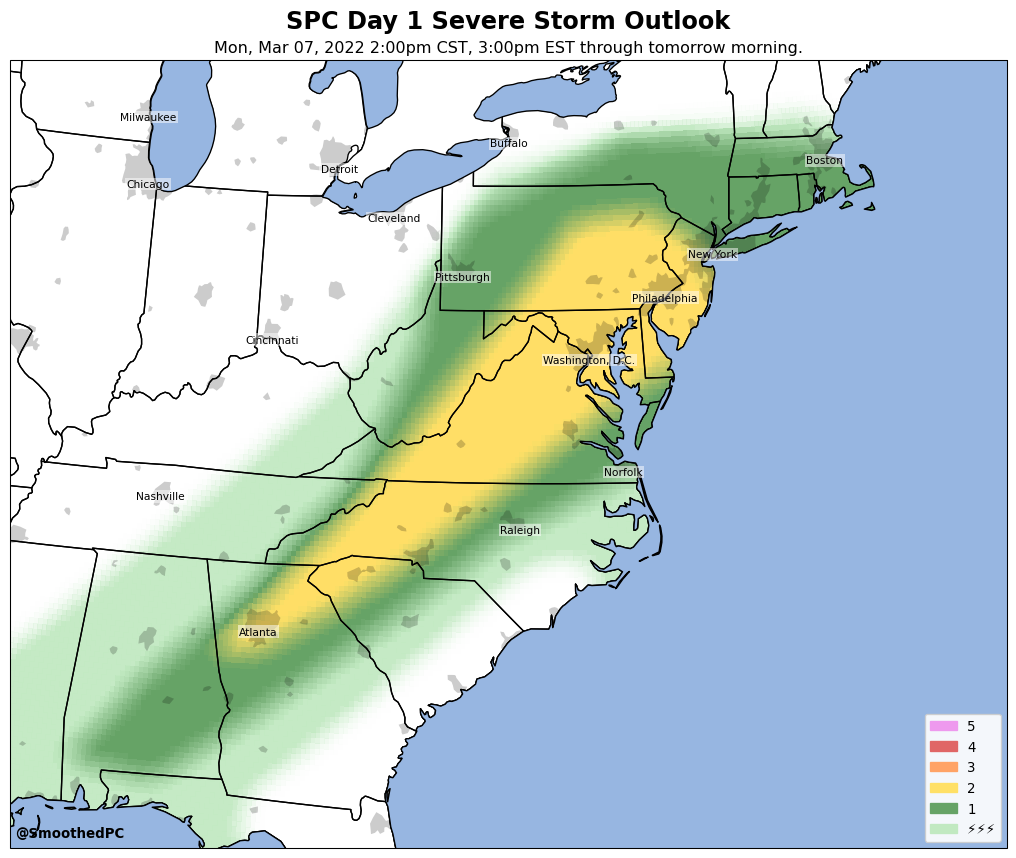 SPC Day 1 Severe Storm Outlook
Mon, Mar 07, 2022 2:00pm CST, 3:00pm EST through tomorrow morning.
Milwaukee
Buffalo
Boston
Detroit
Chicago
Cleveland
New York
Pittsburgh
Philadelphia
Cincinnati
Washington, D.C.
Norfolk
Nashville
Raleigh
Atlanta
5
4
3
2
1
⚡⚡⚡
@SmoothedPC